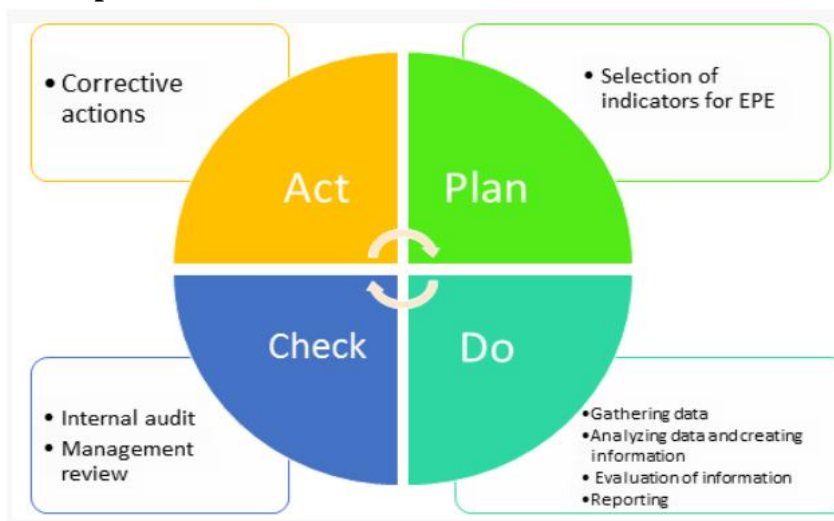 • Corrective
actions
• Selection of
indicators for EPE
Act
Plan
Check
Do
• Internal audit
• Management
review
•Gathering data
•Analyzing data and creating
information
• Evaluation of information
•Reporting